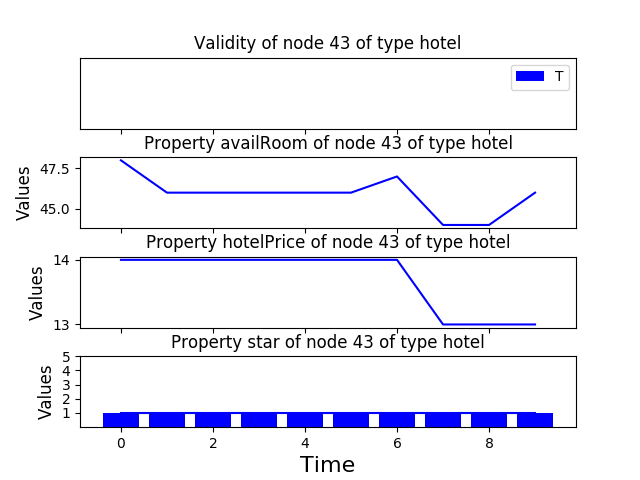 Validity of node 43 of type hotel
T
Property availRoom of node 43 of type hotel
47.5
45.0
Values
Property hotelPrice of node 43 of type hotel
14
13
Values
Property star of node 43 of type hotel
5
4
3
2
1
Values
0 2 4 6 8
Time